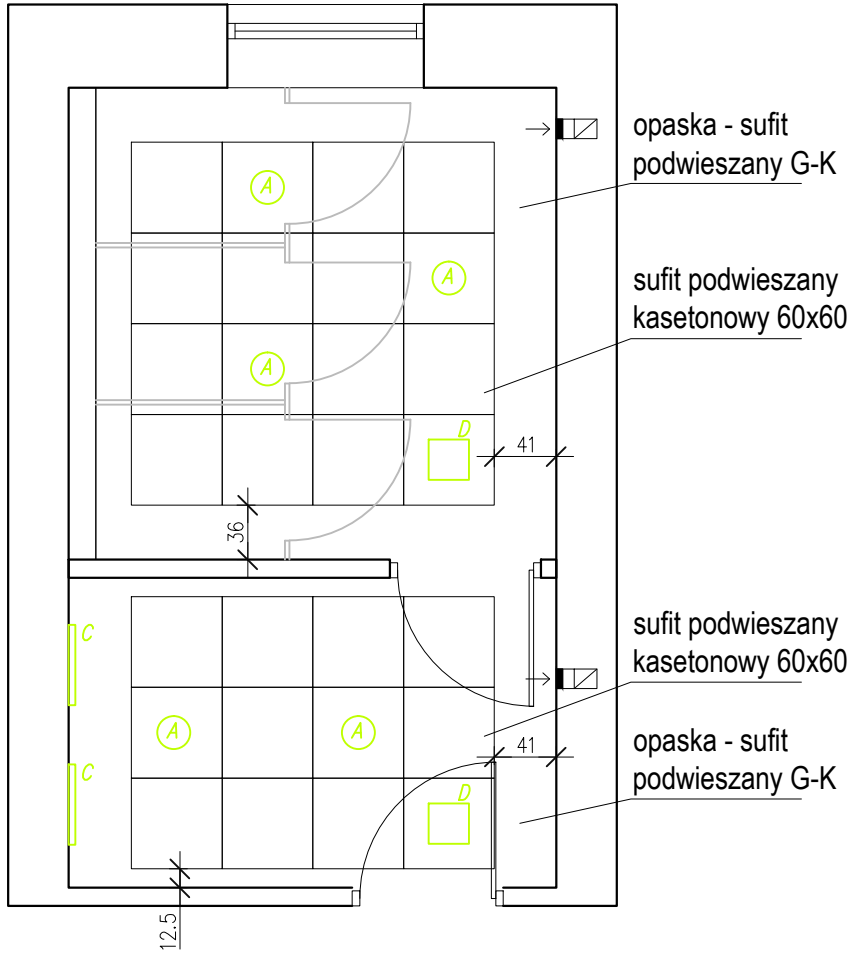 opaska - sufit
podwieszany G-K
A
sufit podwieszany
kasetonowy 60x60
A
A
D
41
36
C
sufit podwieszany
kasetonowy 60x60
A
A
41
opaska - sufit
podwieszany G-K
C
D
12.5